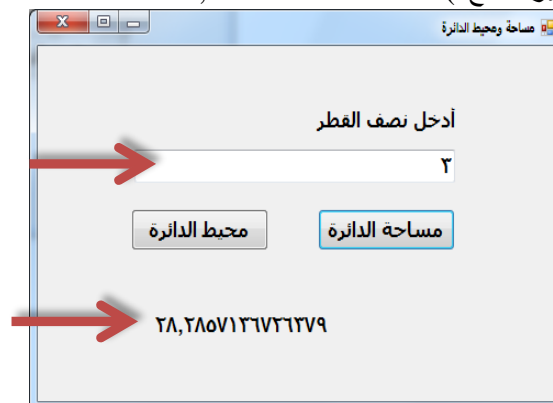 مساحة ومحيط الدائرة
أدخل نصف القطر
٣
مساحة الدائرة
محيط الدائرة
٢٨,٢٨٥٧١٣٦٧٢٦٣٧٩